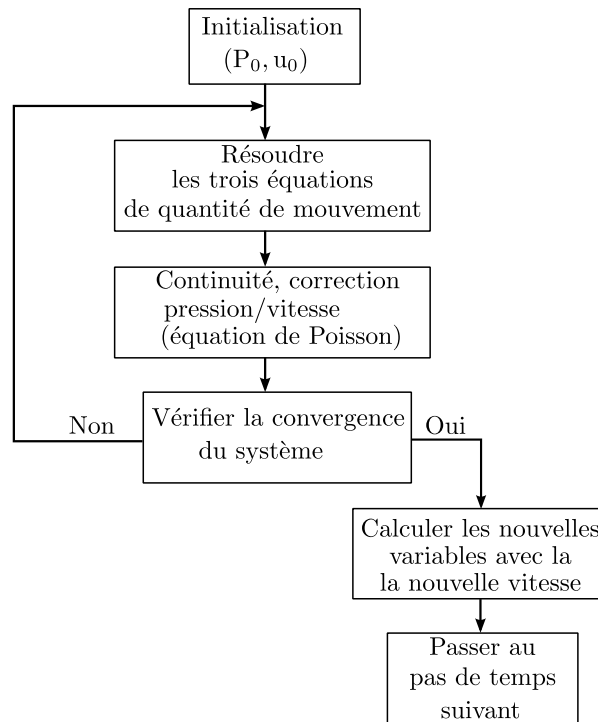 Initialisation
(P₀, u₀)
Résoudre
les trois équations
de quantité de mouvement
Continuité, correction
pression/vitesse
(équation de Poisson)
Vérifier la convergence
du système
Non
Oui
Calculer les nouvelles
variables avec la
la nouvelle vitesse
Passer au
pas de temps
suivant